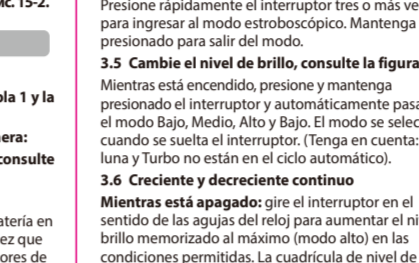 15-2.
bla 1 y la
era:
consulte
atería en
ez que
ores de
Presione rápidamente el interruptor tres o más ve
para ingresar al modo estroboscópico. Mantenga
presionado para salir del modo.
3.5 Cambie el nivel de brillo, consulte la figura
Mientras está encendido, presione y mantenga
presionado el interruptor y automáticamente pasa
el modo Bajo, Medio, Alto y Bajo. El modo se selec
cuando se suelta el interruptor. (Tenga en cuenta:
luna y Turbo no están en el ciclo automático).
3.6 Creciente y decreciente continuo
Mientras está apagado: gire el interruptor en el
sentido de las agujas del reloj para aumentar el ni
brillo memorizado al máximo (modo alto) en las
condiciones permitidas. La cuadrícula de nivel de